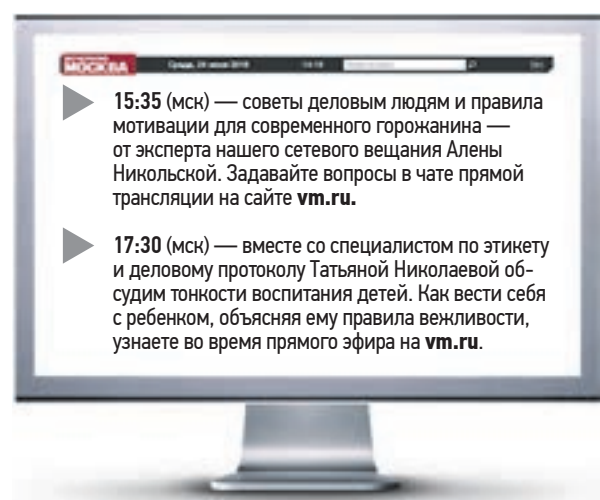 МОСКВА
15:35 (мск) — советы деловым людям и правила
мотивации для современного горожанина —
от эксперта нашего сетевого вещания Алены
Никольской. Задавайте вопросы в чате прямой
трансляции на сайте vm.ru.
17:30 (мск) — вместе со специалистом по этикету
и деловому протоколу Татьяной Николаевой об-
судим тонкости воспитания детей. Как вести себя
с ребенком, объясняя ему правила вежливости,
узнаете во время прямого эфира на vm.ru.